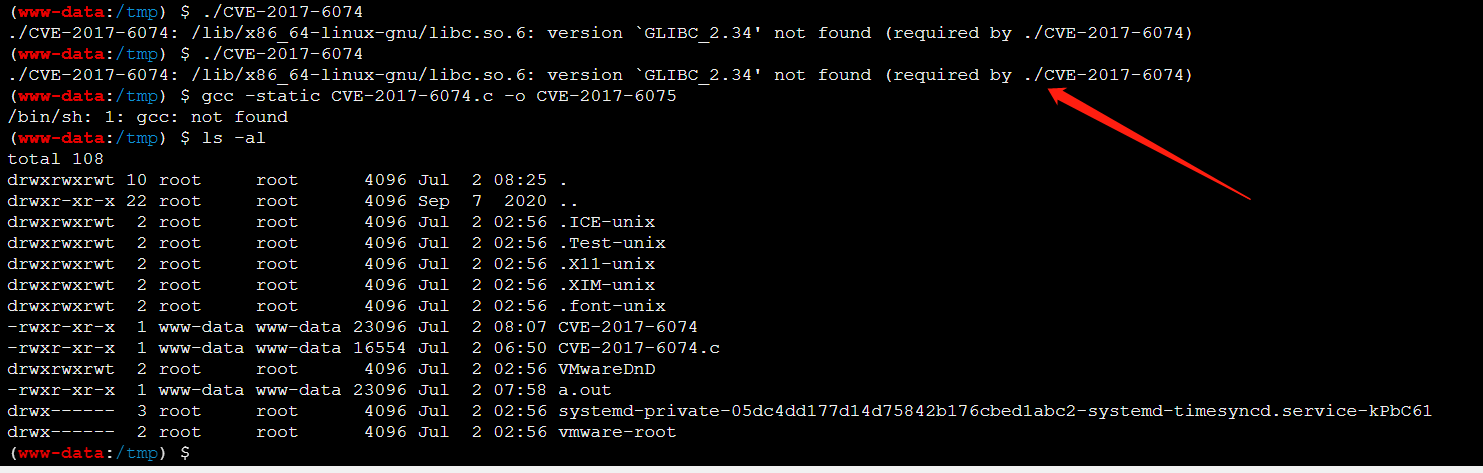 (www-data:/tmp) $ ./CVE-2017-6074
./CVE-2017-6074: /lib/x86_64-linux-gnu/libc.so.6: version `GLIBC_2.34' not found (required by ./CVE-2017-6074)
(www-data:/tmp) $ ./CVE-2017-6074
./CVE-2017-6074: /lib/x86_64-linux-gnu/libc.so.6: version `GLIBC_2.34' not found (required by ./CVE-2017-6074)
(www-data:/tmp) $ gcc -static CVE-2017-6074.c -o CVE-2017-6075
/bin/sh: 1: gcc: not found
(www-data:/tmp) $ ls -al
total 108
drwxrwxrwt 10 root     root      4096 Jul  2 08:25 .
drwxr-xr-x 22 root     root      4096 Sep  7  2020 ..
drwxrwxrwt  2 root     root      4096 Jul  2 02:56 .ICE-unix
drwxrwxrwt  2 root     root      4096 Jul  2 02:56 .Test-unix
drwxrwxrwt  2 root     root      4096 Jul  2 02:56 .X11-unix
drwxrwxrwt  2 root     root      4096 Jul  2 02:56 .XIM-unix
drwxrwxrwt  2 root     root      4096 Jul  2 02:56 .font-unix
-rwxr-xr-x  1 www-data www-data 23096 Jul  2 08:07 CVE-2017-6074
-rwxr-xr-x  1 www-data www-data 16554 Jul  2 06:50 CVE-2017-6074.c
drwxrwxrwt  2 root     root      4096 Jul  2 02:56 VMwareDnD
-rwxr-xr-x  1 www-data www-data 23096 Jul  2 07:58 a.out
drwx------  3 root     root      4096 Jul  2 02:56 systemd-private-05dc4dd177d14d75842b176cbed1abc2-systemd-timesyncd.service-kPbC61
drwx------  2 root     root      4096 Jul  2 02:56 vmware-root
(www-data:/tmp) $